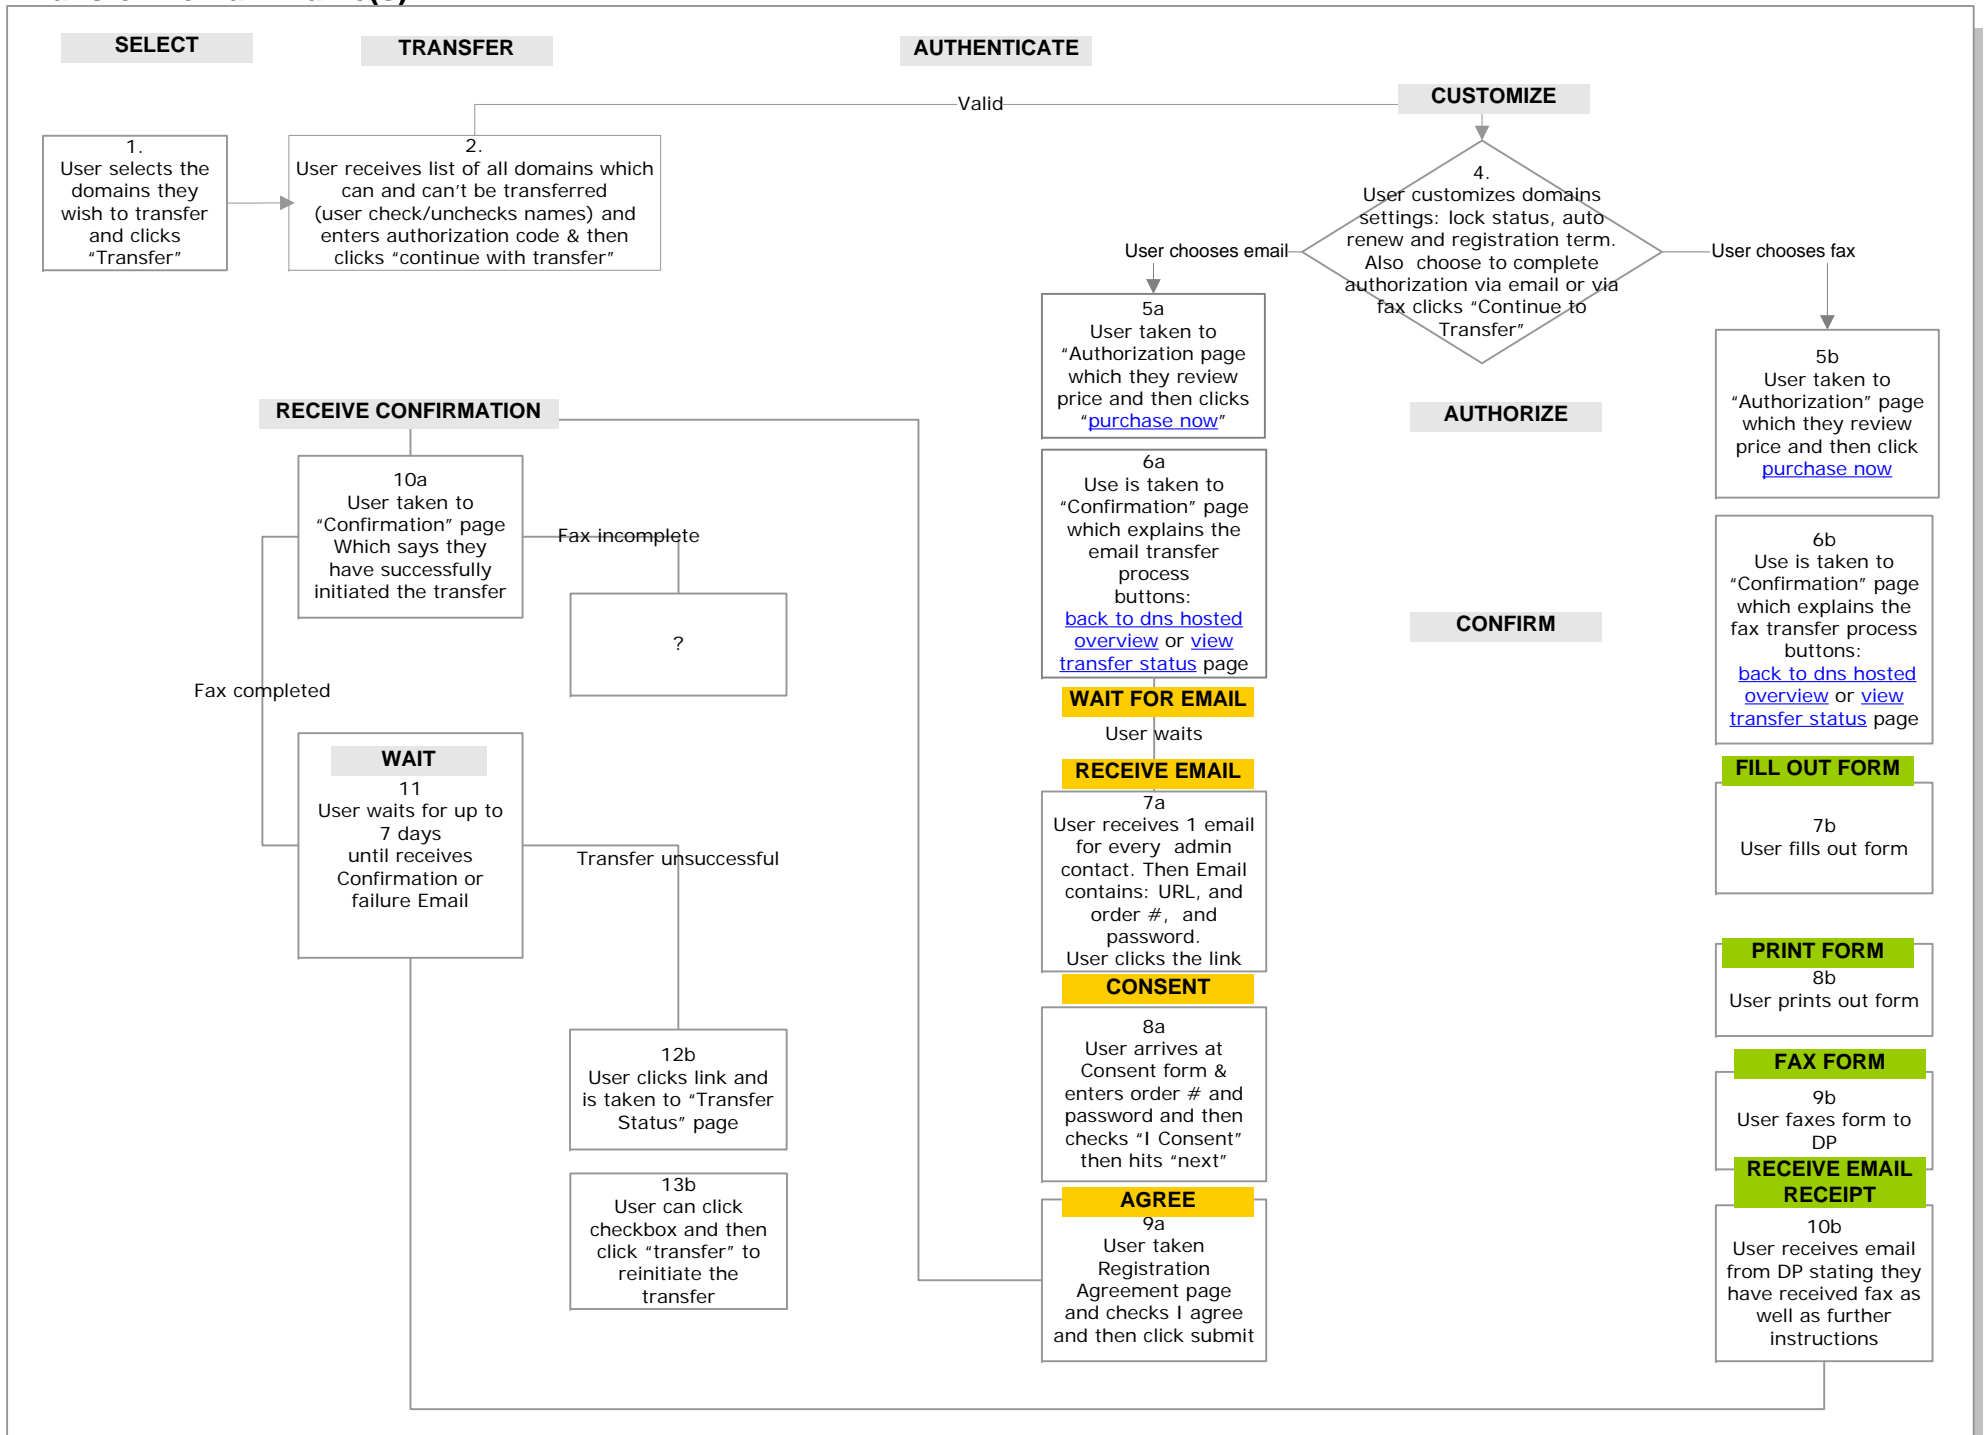 SELECT
TRANSFER
AUTHENTICATE
Valid
CUSTOMIZE
1.
User selects the
domains they
wish to transfer
and clicks
“Transfer”
2.
User receives list of all domains which
can and can’t be transferred
(user check/unchecks names) and
enters authorization code & then
clicks “continue with transfer”
4.
User customizes domains
settings: lock status, auto
renew and registration term.
Also choose to complete
authorization via email or via
fax clicks “Continue to
Transfer”
User chooses email
User chooses fax
5a
User taken to
“Authorization page
which they review
price and then clicks
“purchase now”
5b
User taken to
“Authorization” page
which they review
price and then click
purchase now
AUTHORIZE
RECEIVE CONFIRMATION
10a
User taken to
“Confirmation” page
Which says they
have successfully
initiated the transfer
Fax incomplete
?
Fax completed
6a
Use is taken to
“Confirmation” page
which explains the
email transfer
process
buttons:
back to dns hosted
overview or view
transfer status page
CONFIRM
6b
Use is taken to
“Confirmation” page
which explains the
fax transfer process
buttons:
back to dns hosted
overview or view
transfer status page
WAIT FOR EMAIL
User waits
RECEIVE EMAIL
7a
User receives 1 email
for every admin
contact. Then Email
contains: URL, and
order #, and
password.
User clicks the link
FILL OUT FORM
7b
User fills out form
WAIT
11
User waits for up to
7 days
until receives
Confirmation or
failure Email
Transfer unsuccessful
CONSENT
8a
User arrives at
Consent form &
enters order # and
password and then
checks “I Consent”
then hits “next”
PRINT FORM
8b
User prints out form
12b
User clicks link and
is taken to “Transfer
Status” page
FAX FORM
9b
User faxes form to
DP
13b
User can click
checkbox and then
click “transfer” to
reinitiate the
transfer
AGREE
9a
User taken
Registration
Agreement page
and checks I agree
and then click submit
RECEIVE EMAIL
RECEIPT
10b
User receives email
from DP stating they
have received fax as
well as further
instructions